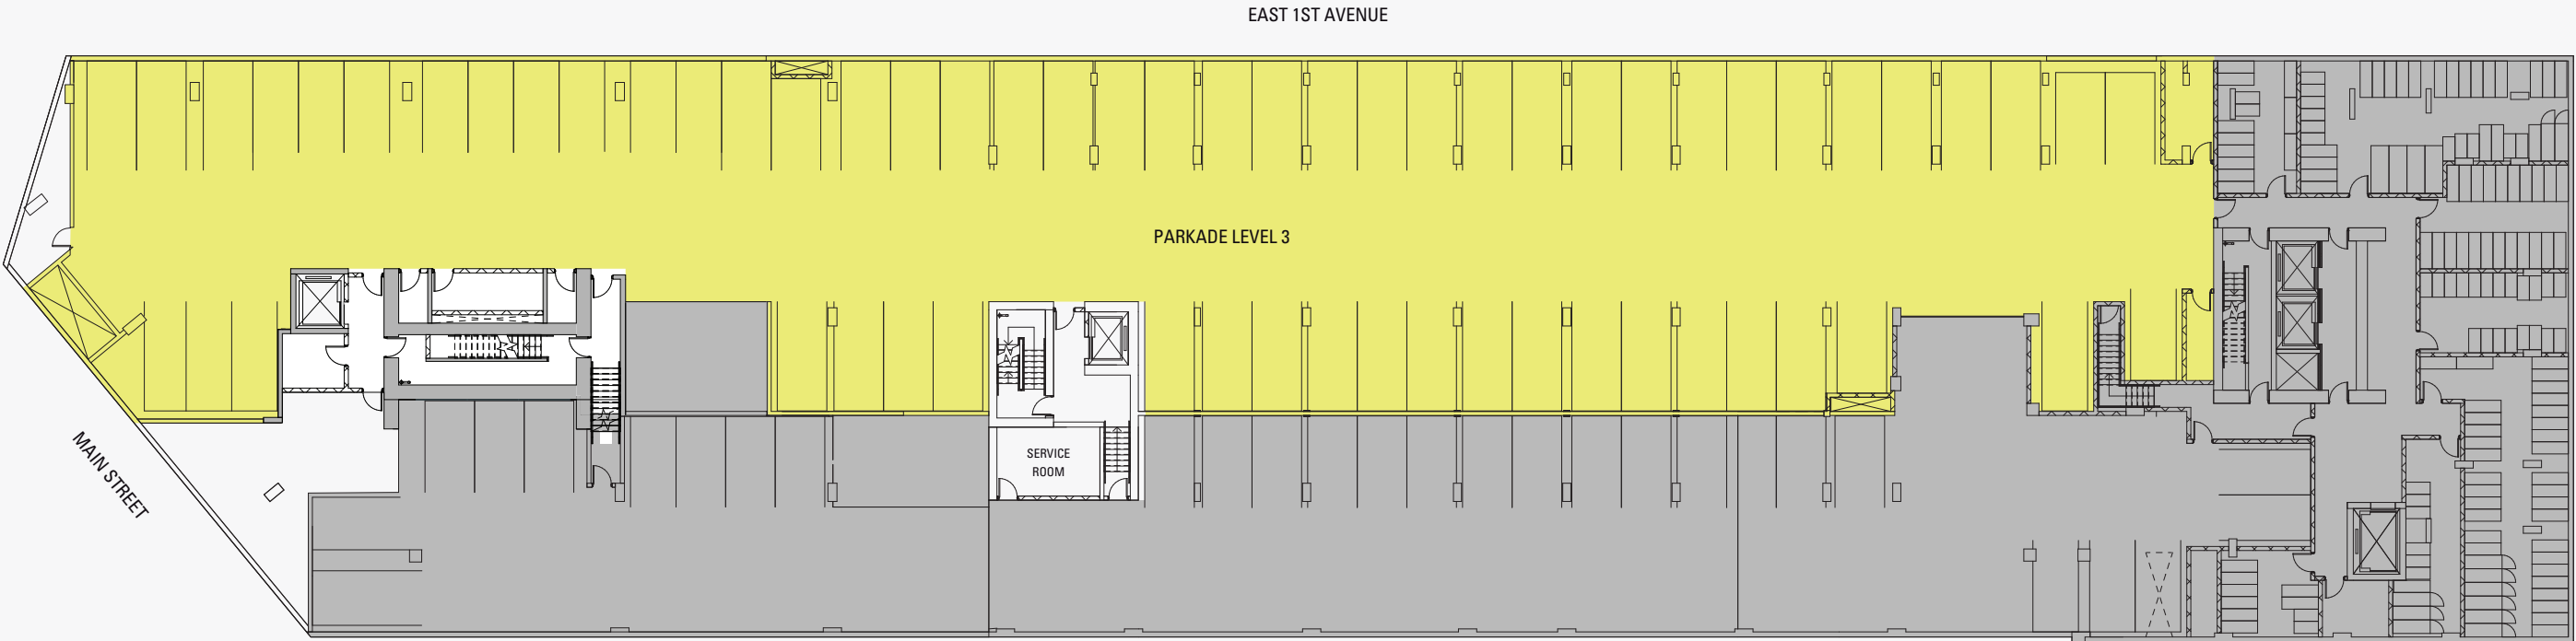 EAST 1ST AVENUE
PARKADE LEVEL 3
MAIN STREET
SERVICE
ROOM